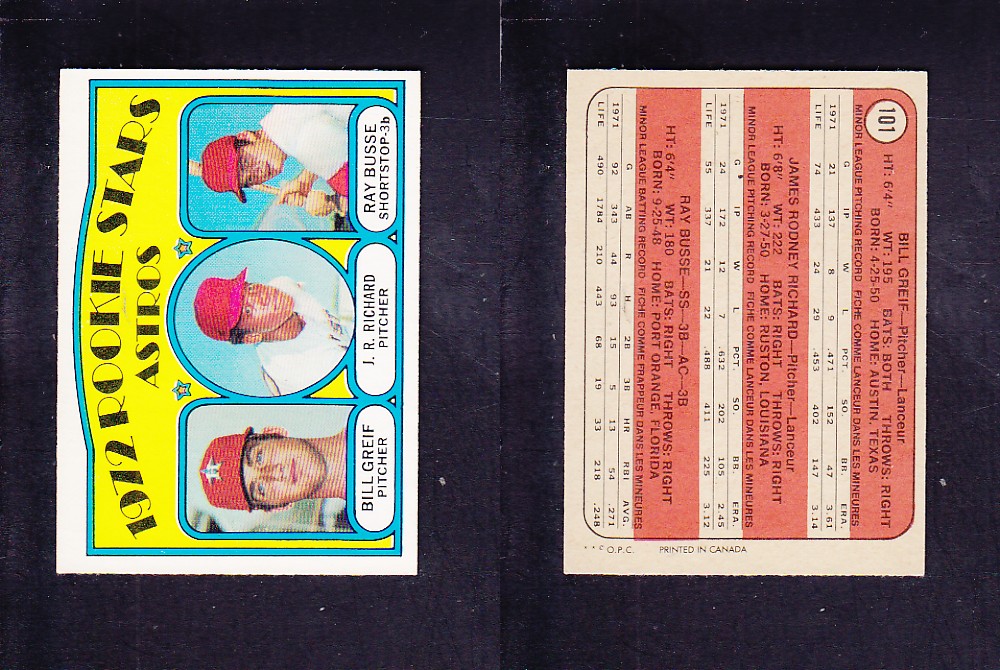 1972 ROOKIE STARS
ASTROS
BILL GREIF
PITCHER
J. R. RICHARD
PITCHER
RAY BUSSE
SHORTSTOP-3b
101
BILL GREIF—Pitcher—Lanceur
HT: 6'4" WT: 195 BATS: BOTH THROWS: RIGHT
BORN: 4-25-50 HOME: AUSTIN, TEXAS
MINOR LEAGUE PITCHING RECORD FICHE COMME LANCEUR DANS LES MINEURES
G IP W L PCT. SO. BB. ERA.
1971 21 137 8 9 .471 152 47 3.61
LIFE 74 433 24 29 .453 402 147 3.14
JAMES RODNEY RICHARD—Pitcher—Lanceur
HT: 6'8" WT: 222 BATS: RIGHT THROWS: RIGHT
BORN: 3-27-50 HOME: RUSTON, LOUISIANA
MINOR LEAGUE PITCHING RECORD FICHE COMME LANCEUR DANS LES MINEURES
G IP W L PCT. SO. BB. ERA.
1971 24 172 12 7 .632 202 105 2.45
LIFE 55 337 21 22 .488 411 225 3.12
RAY BUSSE—SS—3B—AC—3B
HT: 6'4" WT: 180 BATS: RIGHT THROWS: RIGHT
BORN: 9-25-48 HOME: PORT ORANGE, FLORIDA
MINOR LEAGUE BATTING RECORD FICHE COMME FRAPPEUR DANS LES MINEURES
G AB R H 2B 3B HR RBI AVG.
1971 92 343 44 93 15 5 13 54 .271
LIFE 490 1784 210 443 68 19 33 218 .248
* * © O.P.C. PRINTED IN CANADA